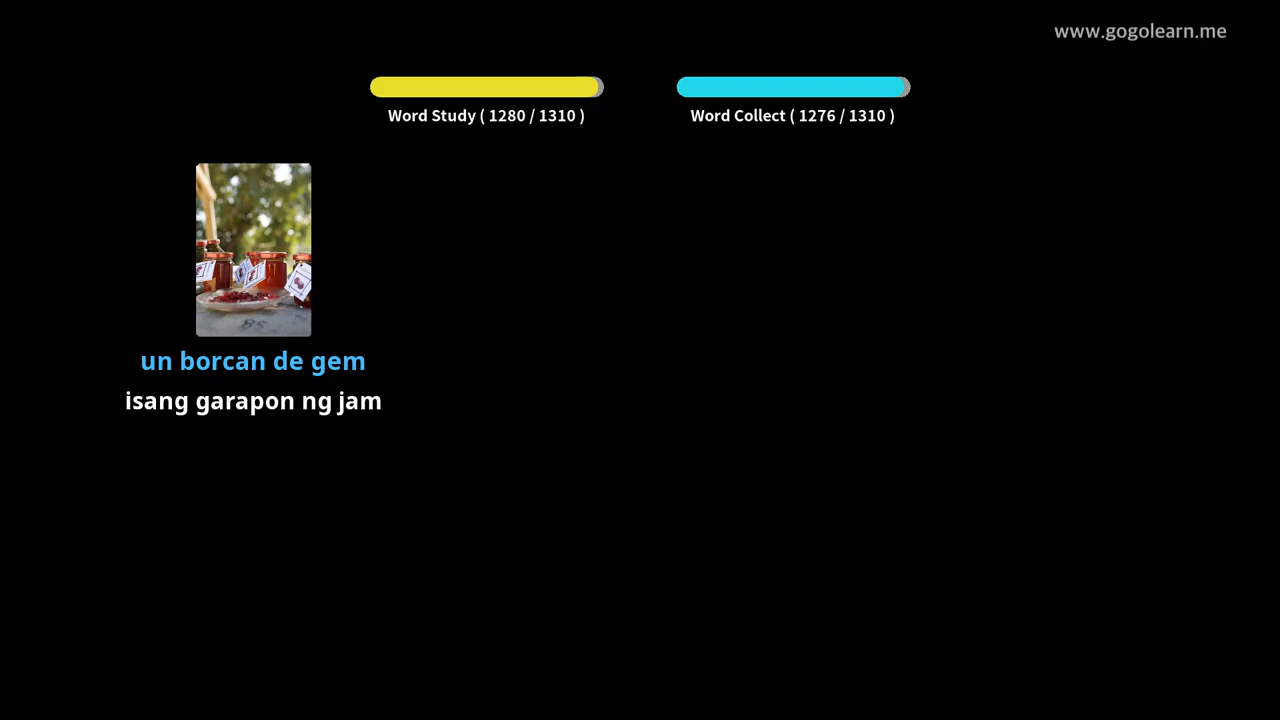 www.gogolearn.me
Word Study ( 1280 / 1310 )
Word Collect ( 1276 / 1310 )
un borcan de gem
isang garapon ng jam